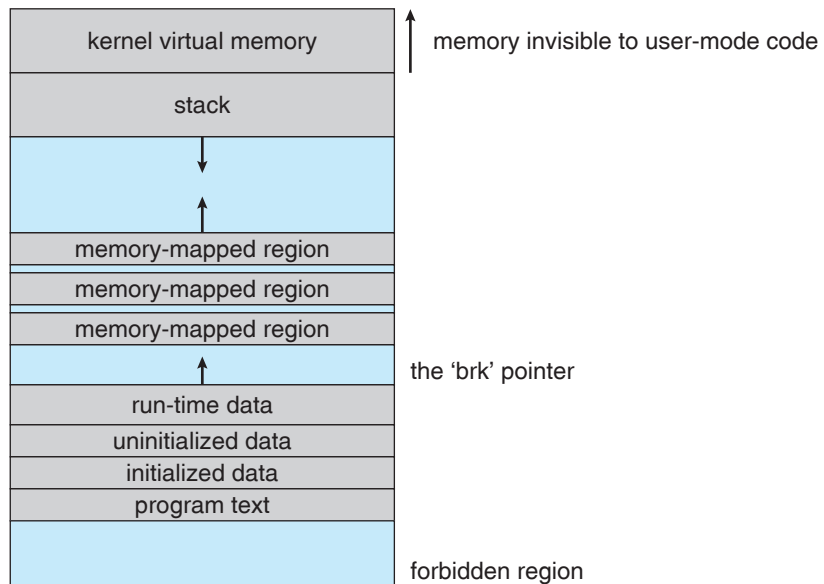 kernel virtual memory
memory invisible to user-mode code
stack
memory-mapped region
memory-mapped region
memory-mapped region
the ‘brk’ pointer
run-time data
uninitialized data
initialized data
program text
forbidden region